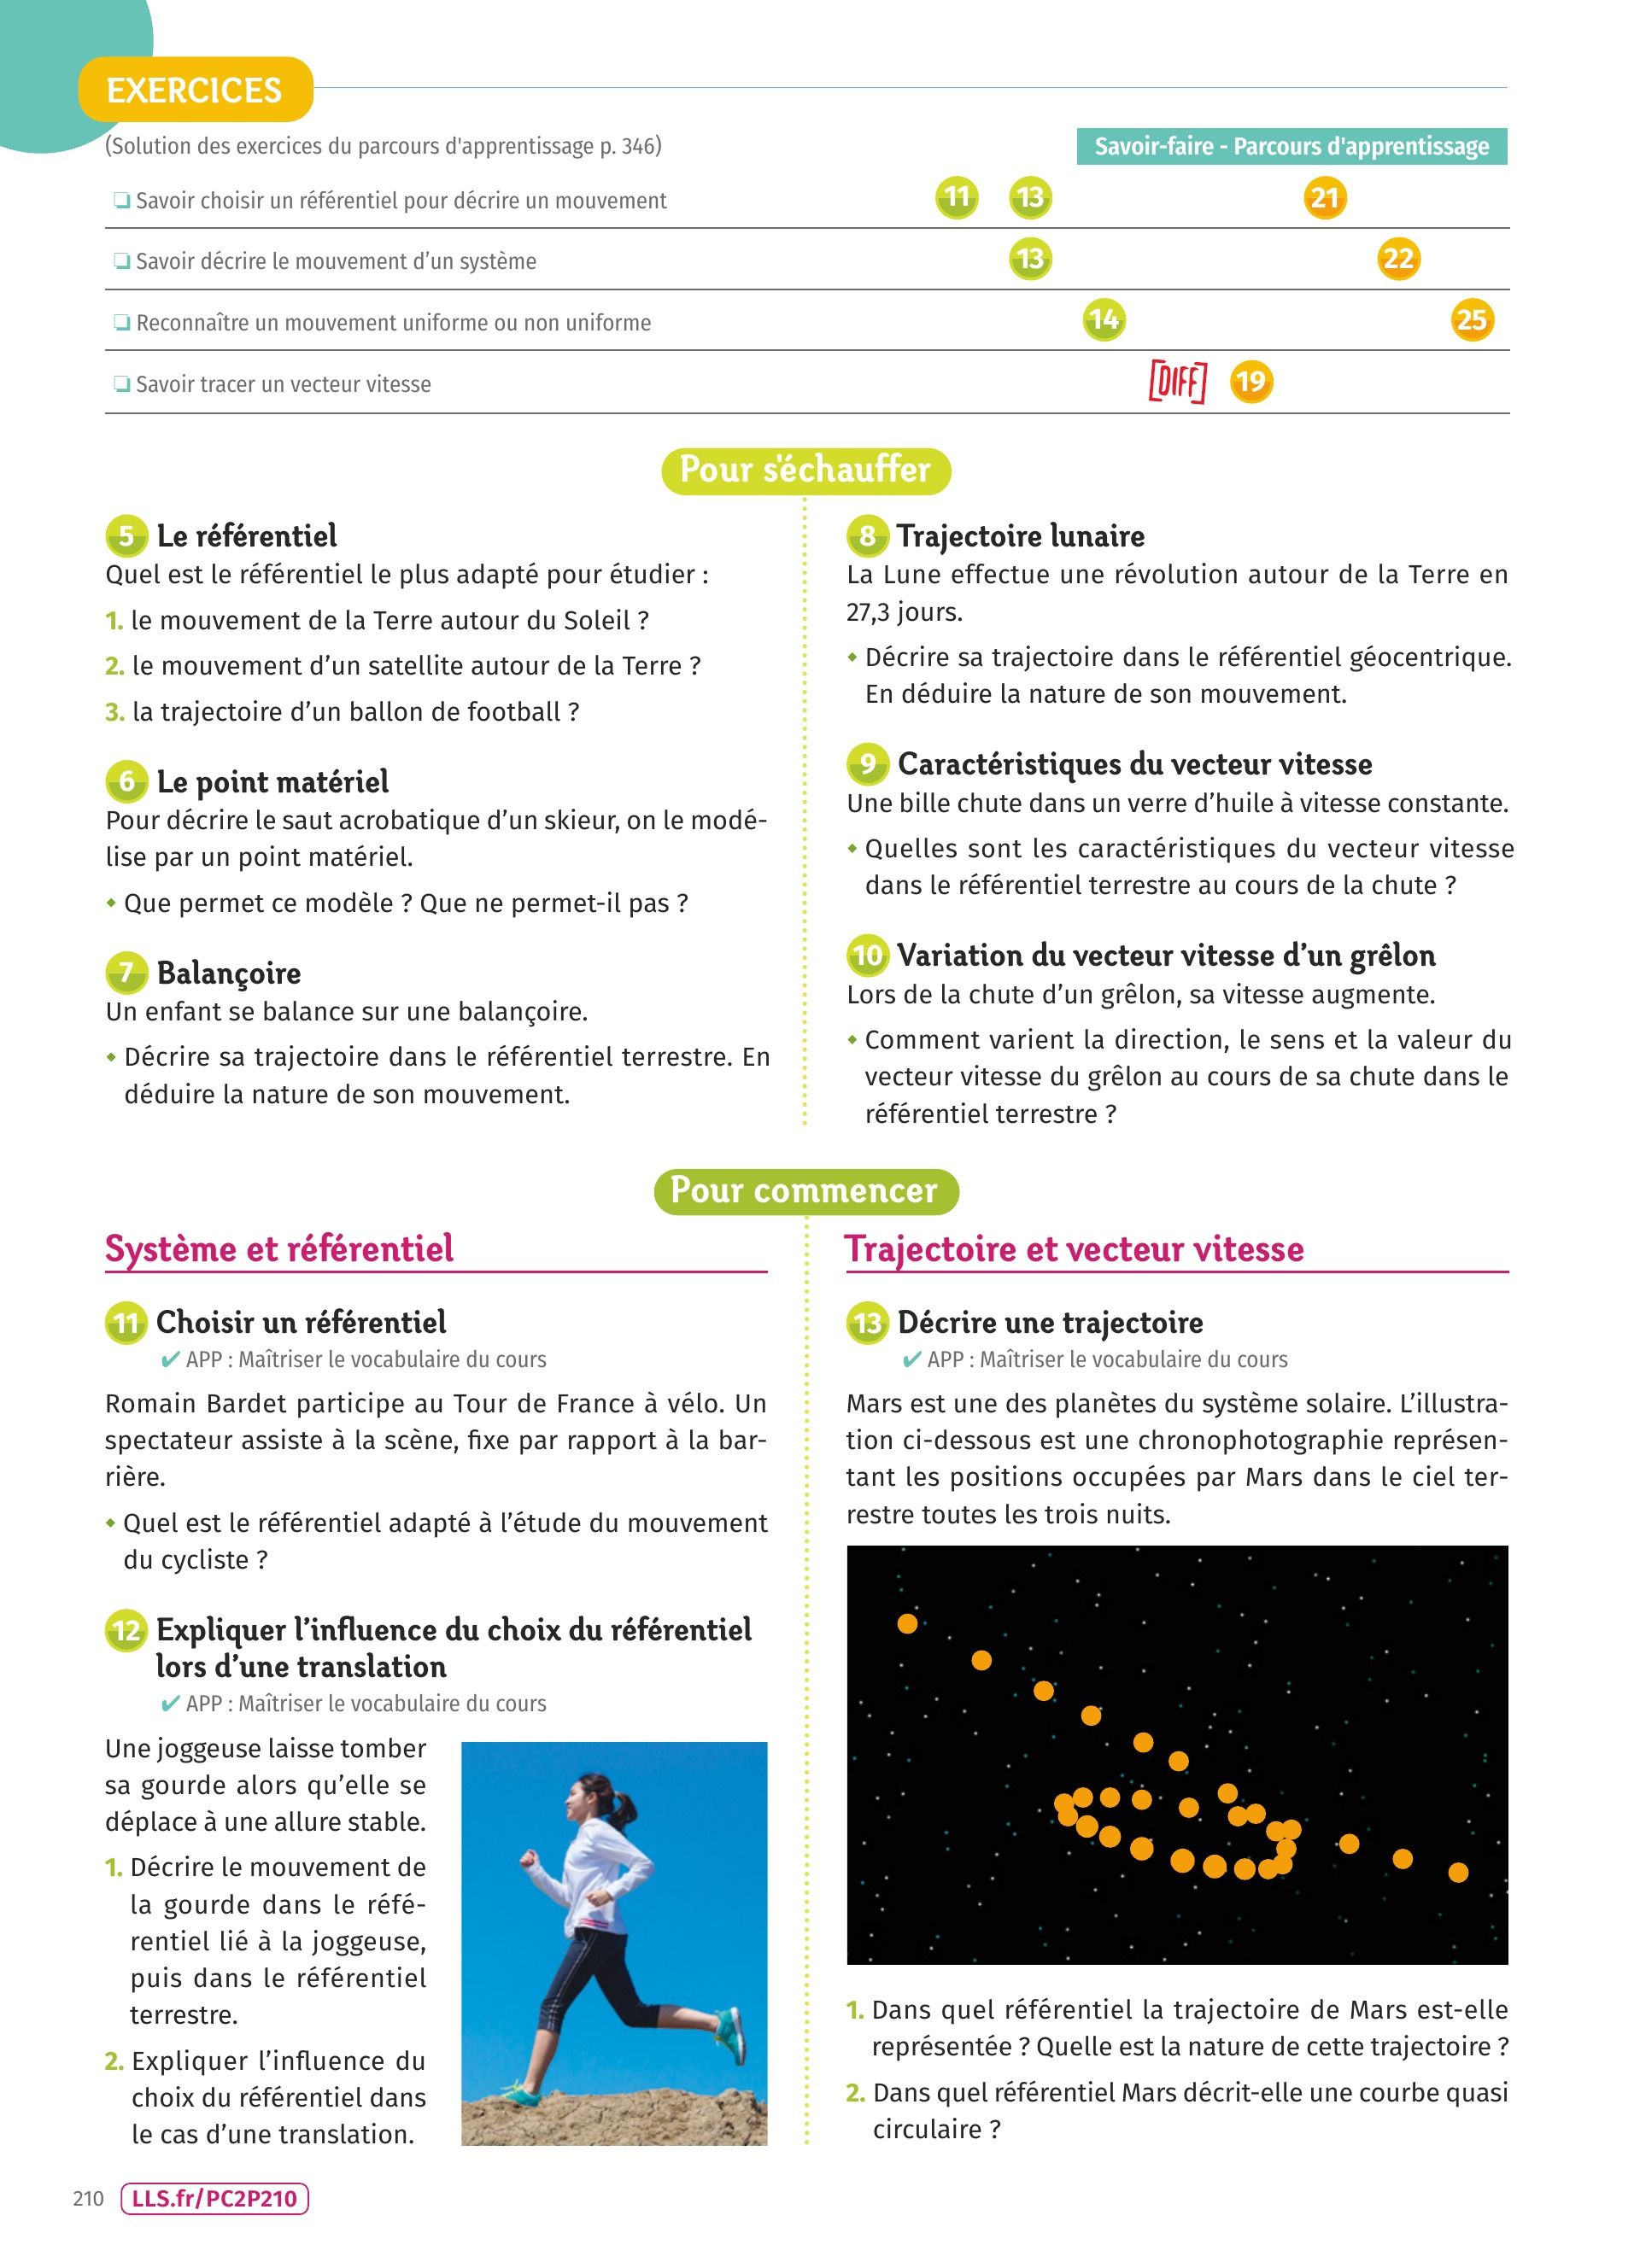 EXERCICES
(Solution des exercices du parcours d'apprentissage p. 346)
Savoir-faire - Parcours d'apprentissage
❏ Savoir choisir un référentiel pour décrire un mouvement
11
13
21
❏ Savoir décrire le mouvement d’un système
13
22
❏ Reconnaître un mouvement uniforme ou non uniforme
14
25
❏ Savoir tracer un vecteur vitesse
[DIFF]
19
Pour s'échauffer
5 Le référentiel
Quel est le référentiel le plus adapté pour étudier :
1. le mouvement de la Terre autour du Soleil ?
2. le mouvement d’un satellite autour de la Terre ?
3. la trajectoire d’un ballon de football ?
6 Le point matériel
Pour décrire le saut acrobatique d’un skieur, on le modé-
lise par un point matériel.
◆ Que permet ce modèle ? Que ne permet-il pas ?
7 Balançoire
Un enfant se balance sur une balançoire.
◆ Décrire sa trajectoire dans le référentiel terrestre. En
déduire la nature de son mouvement.
8 Trajectoire lunaire
La Lune effectue une révolution autour de la Terre en
27,3 jours.
◆ Décrire sa trajectoire dans le référentiel géocentrique.
En déduire la nature de son mouvement.
9 Caractéristiques du vecteur vitesse
Une bille chute dans un verre d’huile à vitesse constante.
◆ Quelles sont les caractéristiques du vecteur vitesse
dans le référentiel terrestre au cours de la chute ?
10 Variation du vecteur vitesse d’un grêlon
Lors de la chute d’un grêlon, sa vitesse augmente.
◆ Comment varient la direction, le sens et la valeur du
vecteur vitesse du grêlon au cours de sa chute dans le
référentiel terrestre ?
Pour commencer
Système et référentiel
11 Choisir un référentiel
✔ APP : Maîtriser le vocabulaire du cours
Romain Bardet participe au Tour de France à vélo. Un
spectateur assiste à la scène, fixe par rapport à la bar-
rière.
◆ Quel est le référentiel adapté à l’étude du mouvement
du cycliste ?
12 Expliquer l’influence du choix du référentiel
lors d’une translation
✔ APP : Maîtriser le vocabulaire du cours
Une joggeuse laisse tomber
sa gourde alors qu’elle se
déplace à une allure stable.
1. Décrire le mouvement de
la gourde dans le réfé-
rentiel lié à la joggeuse,
puis dans le référentiel
terrestre.
2. Expliquer l’influence du
choix du référentiel dans
le cas d’une translation.
Trajectoire et vecteur vitesse
13 Décrire une trajectoire
✔ APP : Maîtriser le vocabulaire du cours
Mars est une des planètes du système solaire. L’illustra-
tion ci-dessous est une chronophotographie représen-
tant les positions occupées par Mars dans le ciel ter-
restre toutes les trois nuits.
1. Dans quel référentiel la trajectoire de Mars est-elle
représentée ? Quelle est la nature de cette trajectoire ?
2. Dans quel référentiel Mars décrit-elle une courbe quasi
circulaire ?
210
LLS.fr/PC2P210